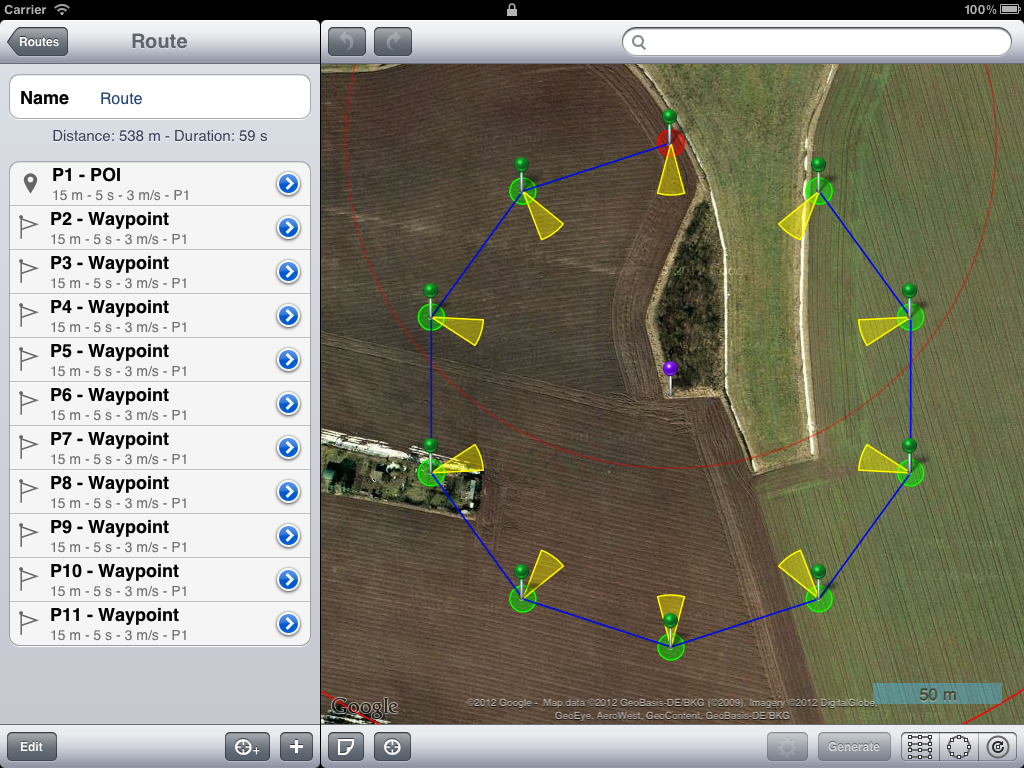 Carrier
100%
Routes
Route
Name Route
Distance: 538 m - Duration: 59 s
P1 - POI
15 m - 5 s - 3 m/s - P1
P2 - Waypoint
15 m - 5 s - 3 m/s - P1
P3 - Waypoint
15 m - 5 s - 3 m/s - P1
P4 - Waypoint
15 m - 5 s - 3 m/s - P1
P5 - Waypoint
15 m - 5 s - 3 m/s - P1
P6 - Waypoint
15 m - 5 s - 3 m/s - P1
P7 - Waypoint
15 m - 5 s - 3 m/s - P1
P8 - Waypoint
15 m - 5 s - 3 m/s - P1
P9 - Waypoint
15 m - 5 s - 3 m/s - P1
P10 - Waypoint
15 m - 5 s - 3 m/s - P1
P11 - Waypoint
15 m - 5 s - 3 m/s - P1
Edit
50 m
Google
©2012 Google - Map data ©2012 GeoBasis-DE/BKG (©2009), Imagery ©2012 DigitalGlobe,
GeoEye, AeroWest, GeoContent, GeoBasis-DE/BKG
Generate